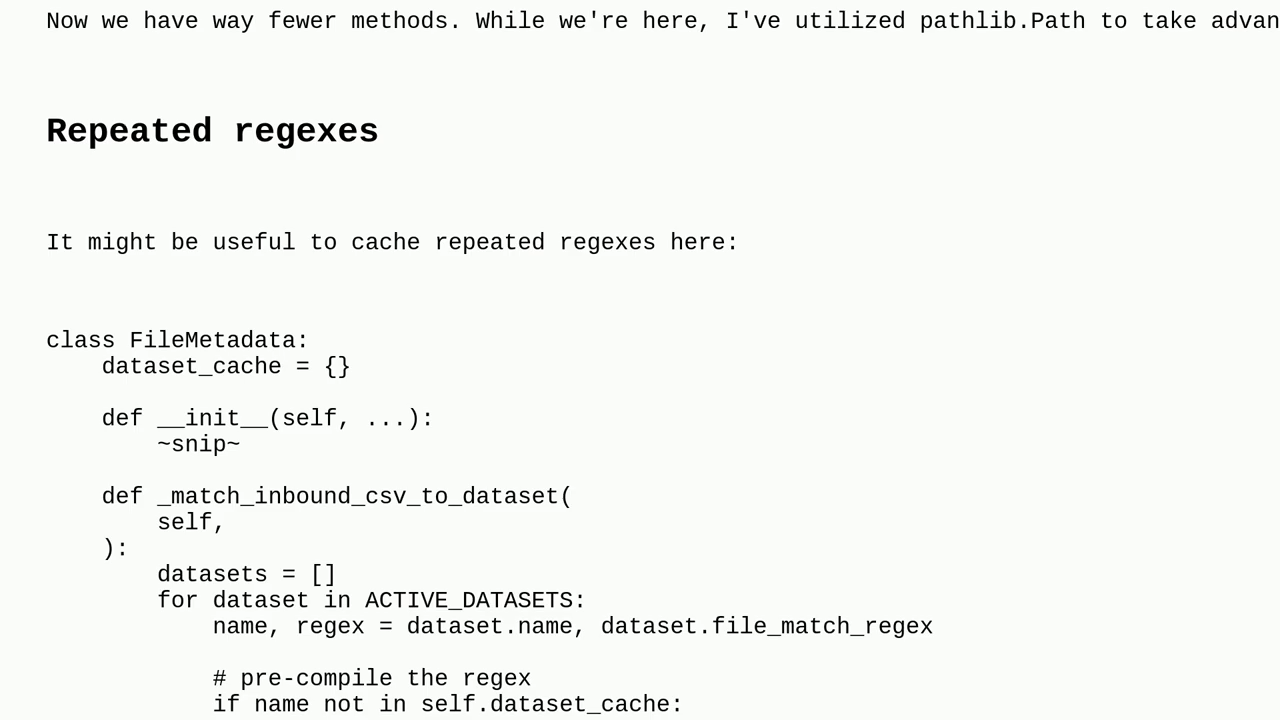 Now we have way fewer methods. While we're here, I've utilized pathlib.Path to take advan
Repeated regexes
It might be useful to cache repeated regexes here:
class FileMetadata:
    dataset_cache = {}
    def __init__(self, ...):
        ~snip~
    def _match_inbound_csv_to_dataset(
        self,
    ):
        datasets = []
        for dataset in ACTIVE_DATASETS:
            name, regex = dataset.name, dataset.file_match_regex
            # pre-compile the regex
            if name not in self.dataset_cache: